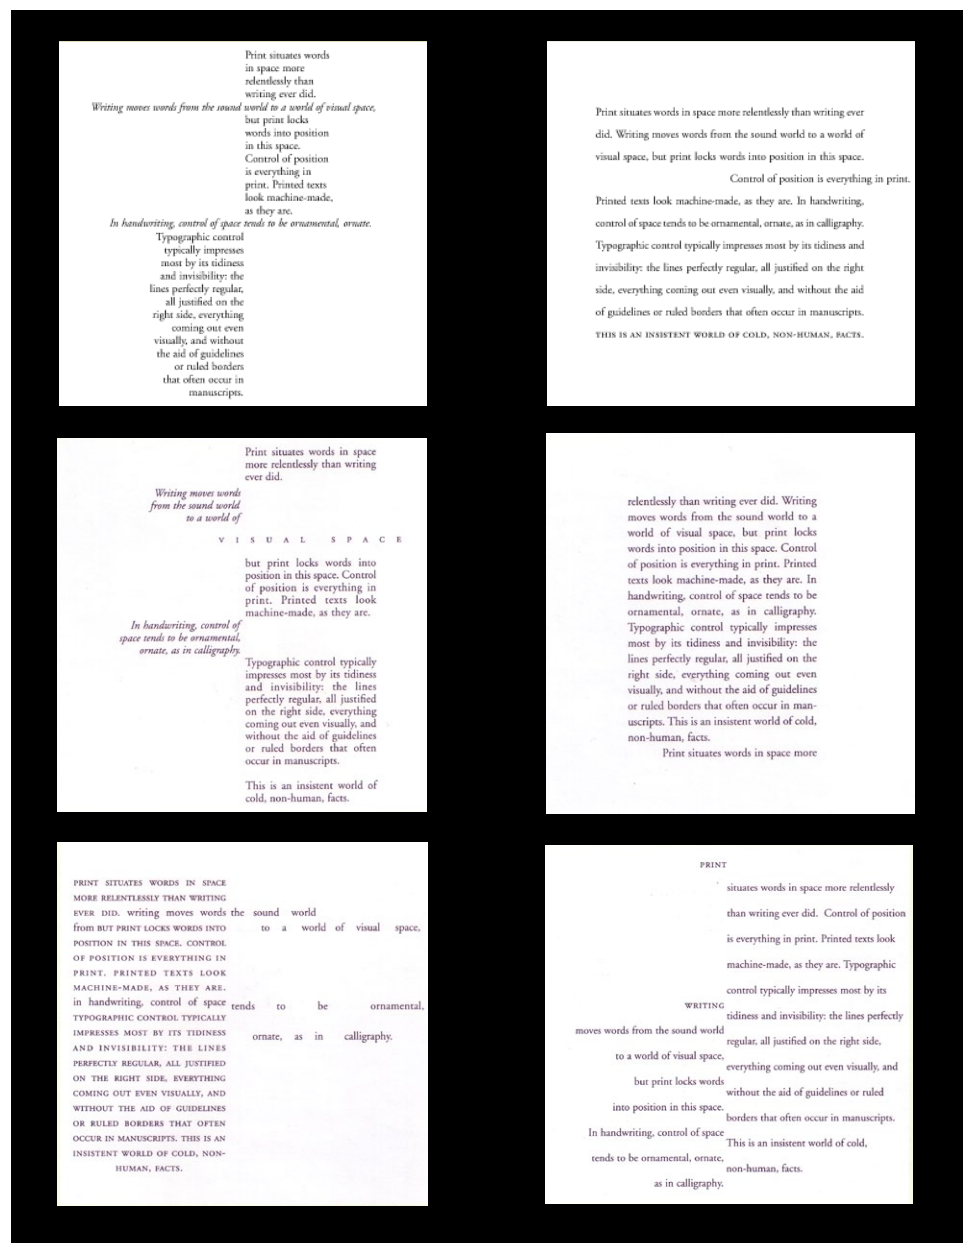 Print situates words
in space more
relentlessly than
writing ever did.
Writing moves words from the sound world to a world of visual space,
but print locks
words into position
in this space.
Control of position
is everything in
print. Printed texts
look machine-made,
as they are.
In handwriting, control of space tends to be ornamental, ornate.
Typographic control
typically impresses
most by its tidiness
and invisibility: the
lines perfectly regular,
all justified on the
right side, everything
coming out even
visually, and without
the aid of guidelines
or ruled borders
that often occur in
manuscripts.
Print situates words in space more relentlessly than writing ever
did. Writing moves words from the sound world to a world of
visual space, but print locks words into position in this space.
Control of position is everything in print.
Printed texts look machine-made, as they are. In handwriting,
control of space tends to be ornamental, ornate, as in calligraphy.
Typographic control typically impresses most by its tidiness and
invisibility: the lines perfectly regular, all justified on the right
side, everything coming out even visually, and without the aid
of guidelines or ruled borders that often occur in manuscripts.
THIS IS AN INSISTENT WORLD OF COLD, NON-HUMAN, FACTS.
Print situates words in space
more relentlessly than writing
ever did.
Writing moves words
from the sound world
to a world of
VISUAL SPACE
but print locks words into
position in this space. Control
of position is everything in
print. Printed texts look
machine-made, as they are.
In handwriting, control of
space tends to be ornamental,
ornate, as in calligraphy.
Typographic control typically
impresses most by its tidiness
and invisibility: the lines
perfectly regular, all justified
on the right side, everything
coming out even visually, and
without the aid of guidelines
or ruled borders that often
occur in manuscripts.
This is an insistent world of
cold, non-human, facts.
relentlessly than writing ever did. Writing
moves words from the sound world to a
world of visual space, but print locks
words into position in this space. Control
of position is everything in print. Printed
texts look machine-made, as they are. In
handwriting, control of space tends to be
ornamental, ornate, as in calligraphy.
Typographic control typically impresses
most by its tidiness and invisibility: the
lines perfectly regular, all justified on the
right side, everything coming out even
visually, and without the aid of guidelines
or ruled borders that often occur in man-
uscripts. This is an insistent world of cold,
non-human, facts.
Print situates words in space more
PRINT SITUATES WORDS IN SPACE
MORE RELENTLESSLY THAN WRITING
EVER DID. writing moves words the sound world
from BUT PRINT LOCKS WORDS INTO to a world of visual space,
POSITION IN THIS SPACE. CONTROL
OF POSITION IS EVERYTHING IN
PRINT. PRINTED TEXTS LOOK
MACHINE-MADE, AS THEY ARE.
in handwriting, control of space tends to be ornamental,
TYPOGRAPHIC CONTROL TYPICALLY
IMPRESSES MOST BY ITS TIDINESS ornate, as in calligraphy.
AND INVISIBILITY: THE LINES
PERFECTLY REGULAR, ALL JUSTIFIED
ON THE RIGHT SIDE, EVERYTHING
COMING OUT EVEN VISUALLY, AND
WITHOUT THE AID OF GUIDELINES
OR RULED BORDERS THAT OFTEN
OCCUR IN MANUSCRIPTS. THIS IS AN
INSISTENT WORLD OF COLD, NON-
HUMAN, FACTS.
PRINT
situates words in space more relentlessly
than writing ever did. Control of position
is everything in print. Printed texts look
machine-made, as they are. Typographic
control typically impresses most by its
WRITING
tidiness and invisibility: the lines perfectly
moves words from the sound world
regular, all justified on the right side,
to a world of visual space,
everything coming out even visually, and
but print locks words
without the aid of guidelines or ruled
into position in this space.
borders that often occur in manuscripts.
In handwriting, control of space
This is an insistent world of cold,
tends to be ornamental, ornate,
non-human, facts.
as in calligraphy.